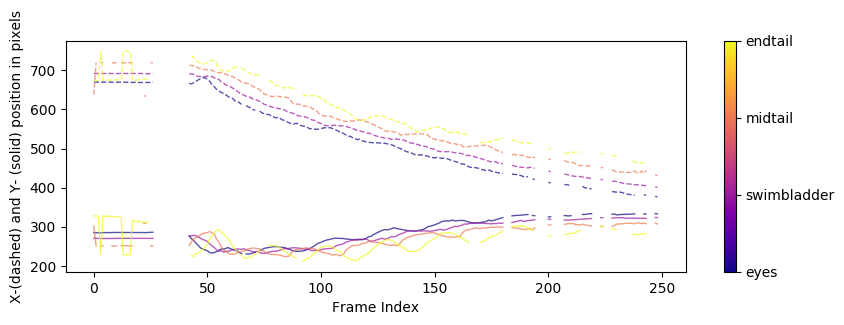 X-(dashed) and Y- (solid) position in pixels
700
600
500
400
300
200
0
50
100
150
200
250
Frame Index
endtail
midtail
swimbladder
eyes